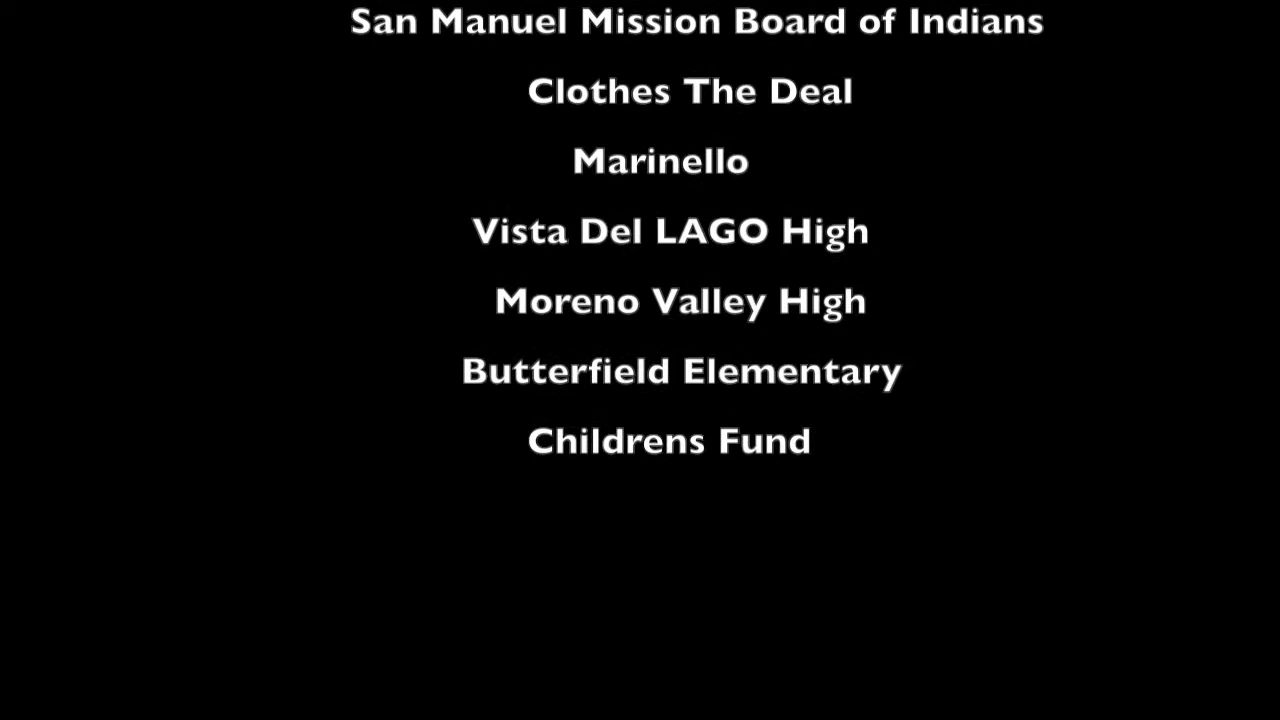 San Manuel Mission Board of Indians
Clothes The Deal
Marinello
Vista Del LAGO High
Moreno Valley High
Butterfield Elementary
Childrens Fund